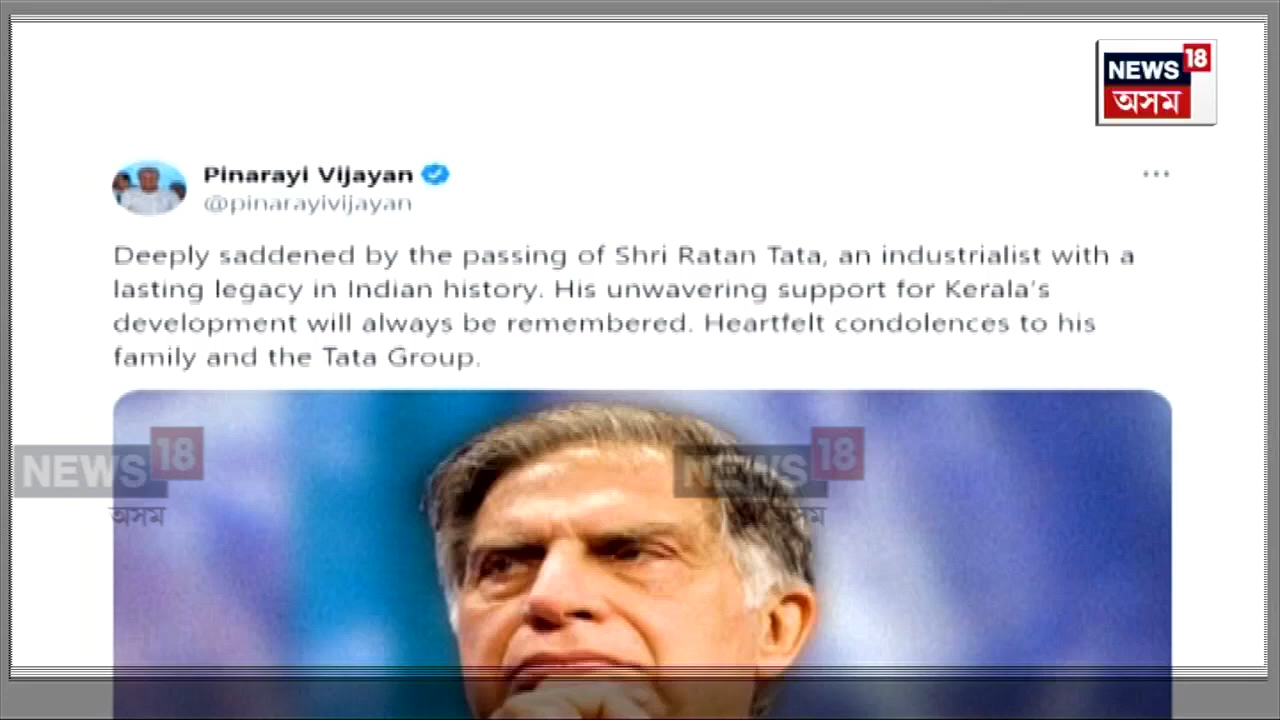 NEWS 18
অসম
Pinarayi Vijayan
@pinarayivijayan
Deeply saddened by the passing of Shri Ratan Tata, an industrialist with a
lasting legacy in Indian history. His unwavering support for Kerala's
development will always be remembered. Heartfelt condolences to his
family and the Tata Group.
NEWS 18
অসম
NEWS 18
অসম